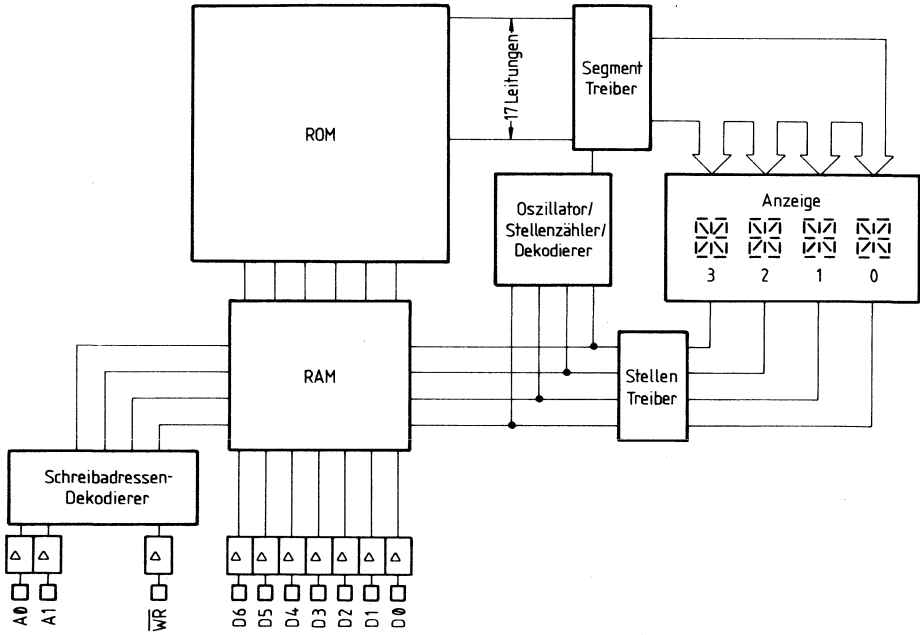 ROM
17 Leitungen
Segment
Treiber
Oszillator/
Stellenzähler/
Dekodierer
Anzeige
3 2 1 0
RAM
Stellen
Treiber
Schreibadressen-
Dekodierer
A0 A1 WR D6 D5 D4 D3 D2 D1 D0